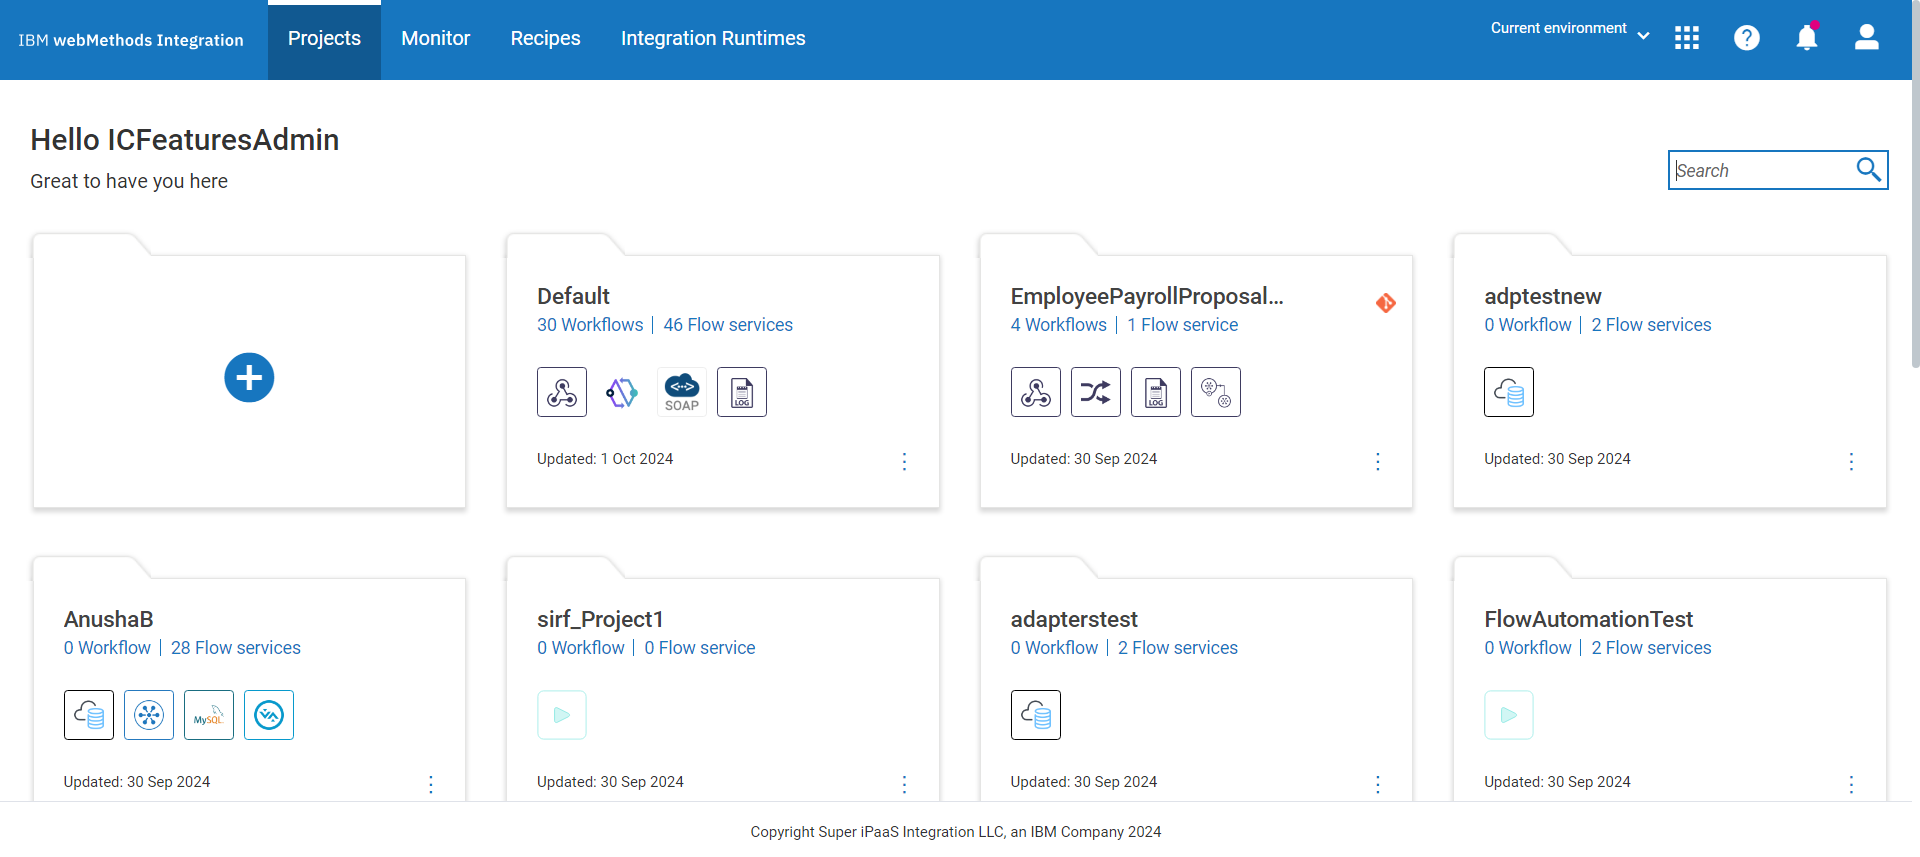 IBM webMethods Integration
Projects
Monitor
Recipes
Integration Runtimes
Current environment
Hello ICFeaturesAdmin
Great to have you here
Search
Default
30 Workflows | 46 Flow services
SOAP
LOG
Updated: 1 Oct 2024
EmployeePayrollProposal...
4 Workflows | 1 Flow service
LOG
Updated: 30 Sep 2024
adptestnew
0 Workflow | 2 Flow services
Updated: 30 Sep 2024
AnushaB
0 Workflow | 28 Flow services
MySQL
Updated: 30 Sep 2024
sirf_Project1
0 Workflow | 0 Flow service
Updated: 30 Sep 2024
adapterstest
0 Workflow | 2 Flow services
Updated: 30 Sep 2024
FlowAutomationTest
0 Workflow | 2 Flow services
Updated: 30 Sep 2024
Copyright Super iPaaS Integration LLC, an IBM Company 2024